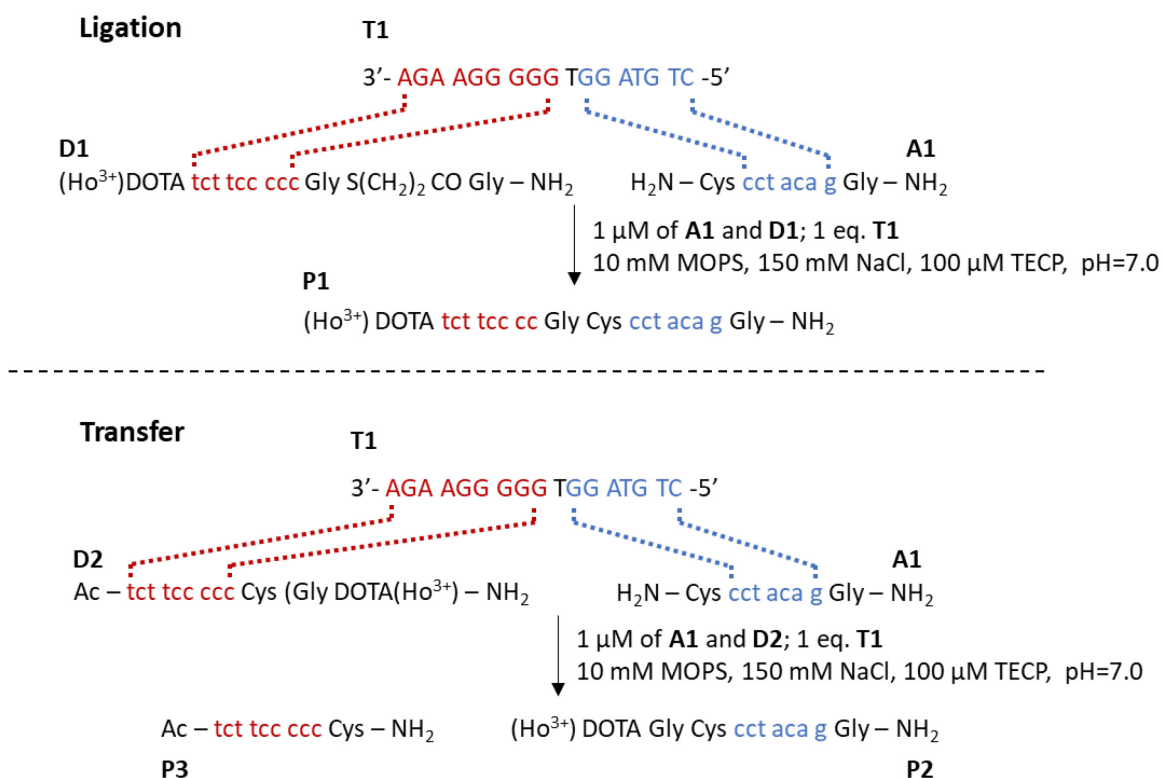 Ligation
T1
3’- AGA AGG GGG TGG ATG TC -5’
D1
A1
(Ho³⁺)DOTA tct tcc ccc Gly S(CH₂)₂ CO Gly – NH₂
H₂N – Cys cct aca g Gly – NH₂
1 µM of A1 and D1; 1 eq. T1
10 mM MOPS, 150 mM NaCl, 100 µM TECP, pH=7.0
P1
(Ho³⁺) DOTA tct tcc cc Gly Cys cct aca g Gly – NH₂
Transfer
T1
3’- AGA AGG GGG TGG ATG TC -5’
D2
A1
Ac – tct tcc ccc Cys (Gly DOTA(Ho³⁺) – NH₂
H₂N – Cys cct aca g Gly – NH₂
1 µM of A1 and D2; 1 eq. T1
10 mM MOPS, 150 mM NaCl, 100 µM TECP, pH=7.0
Ac – tct tcc ccc Cys – NH₂
(Ho³⁺) DOTA Gly Cys cct aca g Gly – NH₂
P3
P2